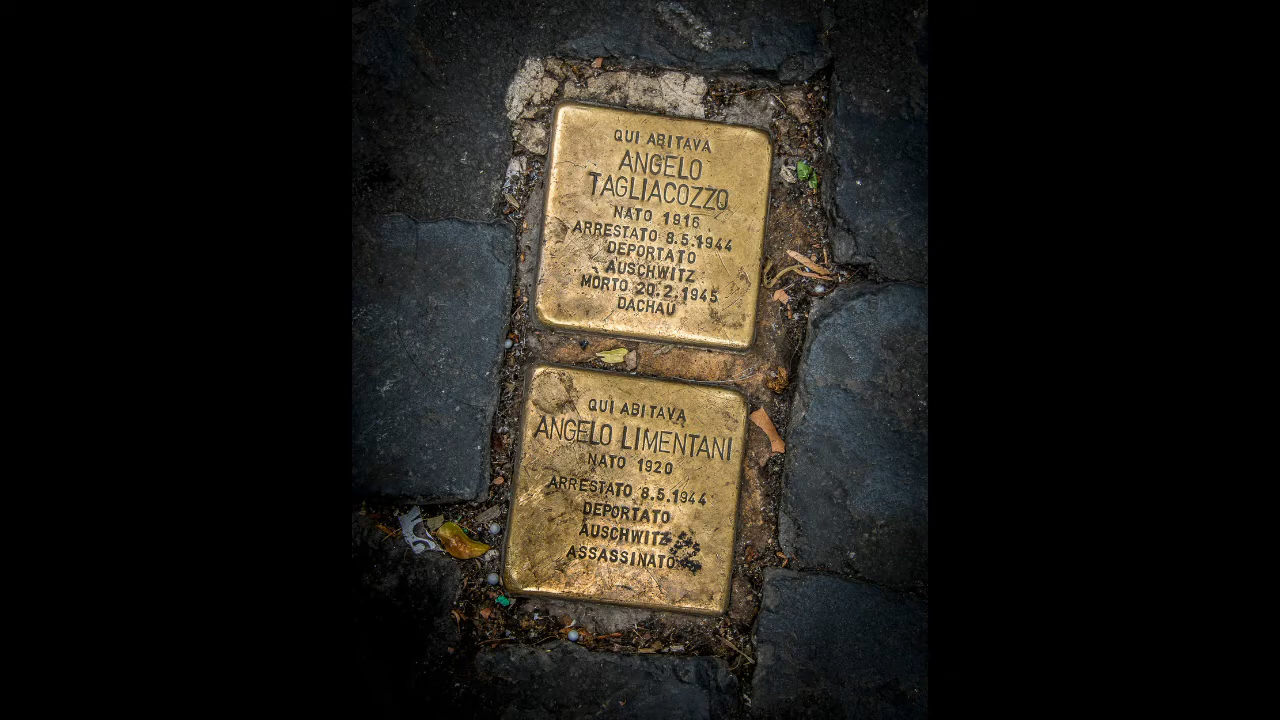 QUI ABITAVA
ANGELO
TAGLIACOZZO
NATO 1916
ARRESTATO 8.5.1944
DEPORTATO
AUSCHWITZ
MORTO 20.2.1945
DACHAU
QUI ABITAVA
ANGELO LIMENTANI
NATO 1920
ARRESTATO 8.5.1944
DEPORTATO
AUSCHWITZ
ASSASSINATO